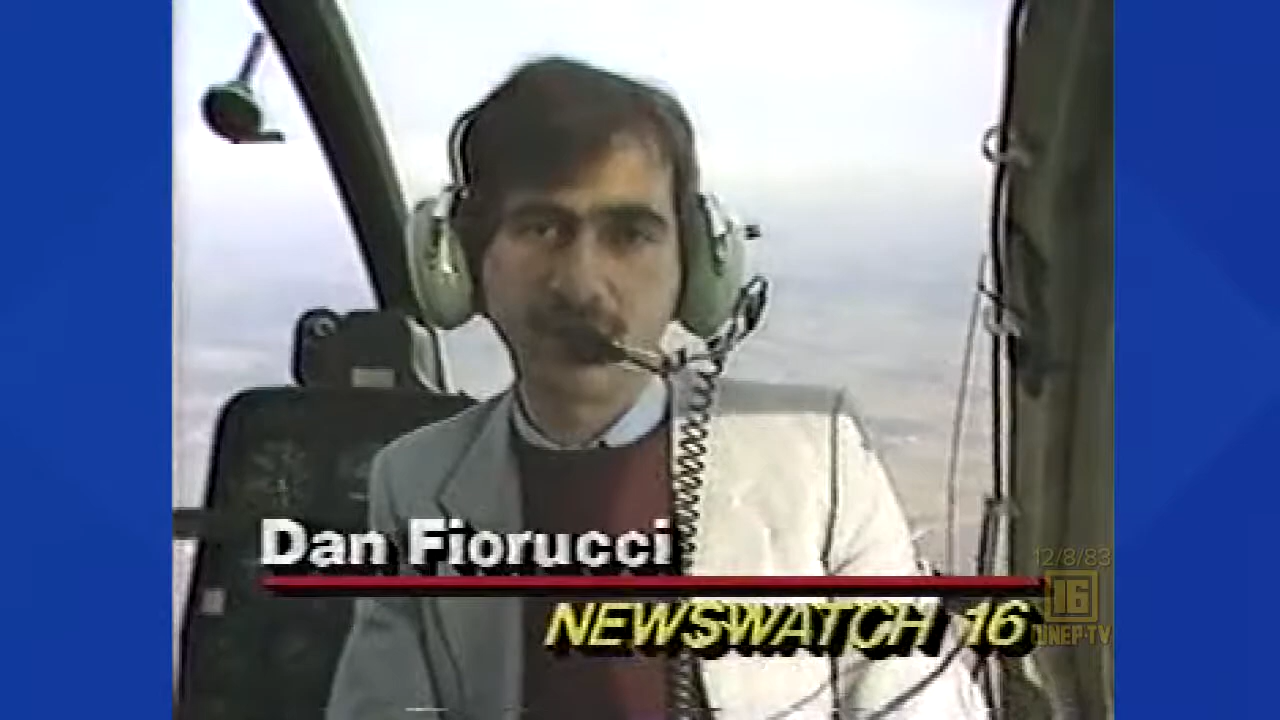 Dan Fiorucci
NEWSWATCH 16
12/8/83
16
WNEP-TV